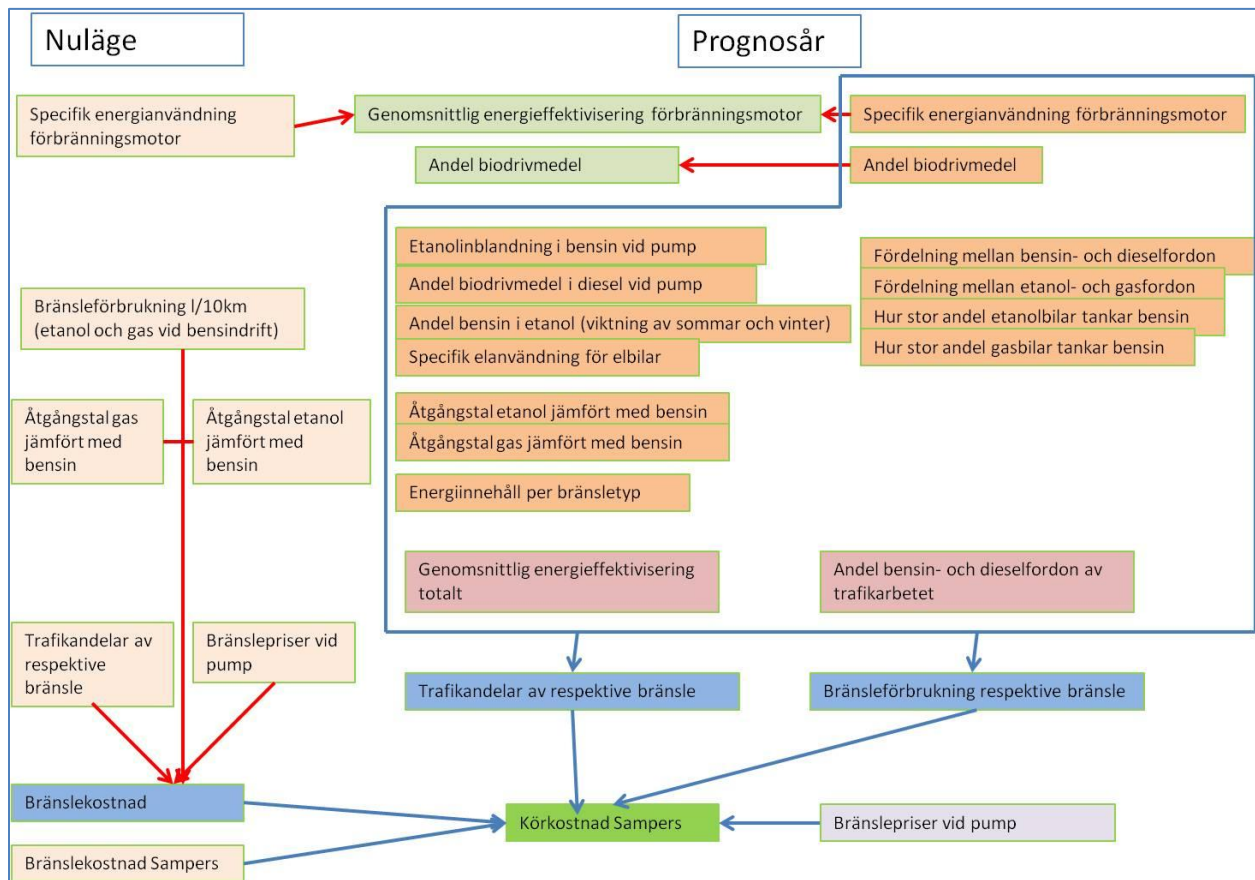 Nuläge
Prognosår
Specifik energianvändning
förbränningsmotor
Genomsnittlig energieffektivisering förbränningsmotor
Specifik energianvändning förbränningsmotor
Andel biodrivmedel
Andel biodrivmedel
Etanolinblandning i bensin vid pump
Andel biodrivmedel i diesel vid pump
Andel bensin i etanol (viktning av sommar och vinter)
Specifik elanvändning för elbilar
Fördelning mellan bensin- och dieselfordon
Fördelning mellan etanol- och gasfordon
Hur stor andel etanolbilar tankar bensin
Hur stor andel gasbilar tankar bensin
Bränsleförbrukning l/10km
(etanol och gas vid bensindrift)
Åtgångstal gas
jämfört med
bensin
Åtgångstal etanol
jämfört med
bensin
Åtgångstal etanol jämfört med bensin
Åtgångstal gas jämfört med bensin
Energiinnehåll per bränsletyp
Genomsnittlig energieffektivisering
totalt
Andel bensin- och dieselfordon av
trafikarbetet
Trafikandelar av
respektive
bränsle
Bränslepriser vid
pump
Trafikandelar av respektive bränsle
Bränsleförbrukning respektive bränsle
Bränslekostnad
Körkostnad Sampers
Bränslepriser vid pump
Bränslekostnad Sampers